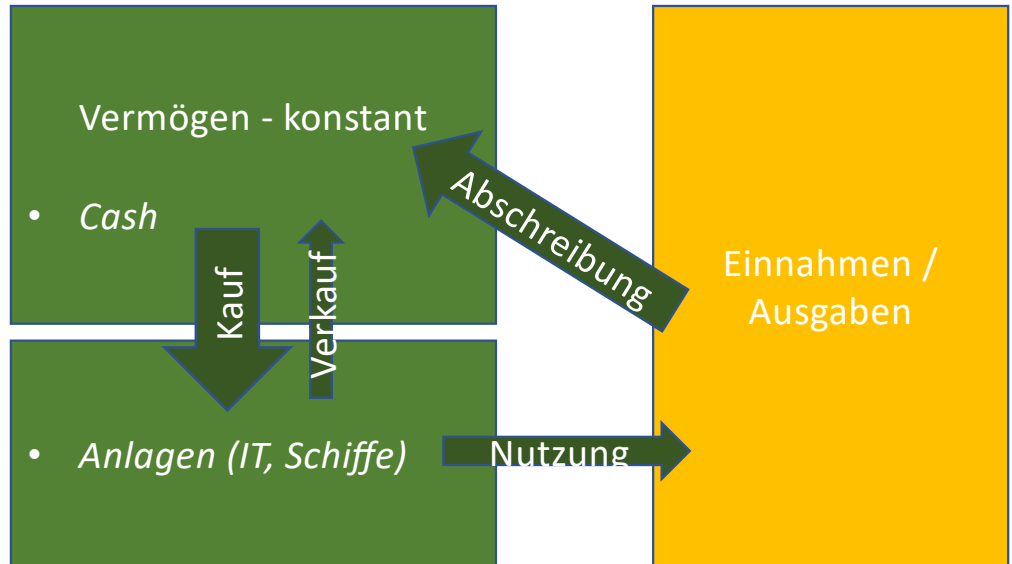 Vermögen - konstant
• Cash
Kauf
Verkauf
Abschreibung
Einnahmen /
Ausgaben
• Anlagen (IT, Schiffe)
Nutzung